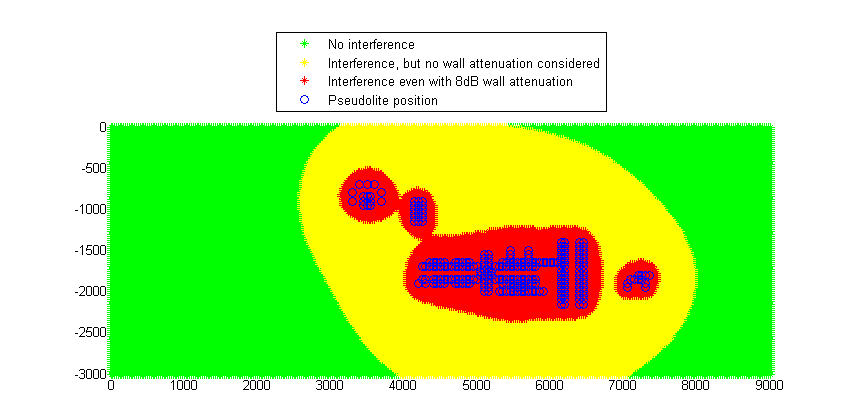 No interference
Interference, but no wall attenuation considered
Interference even with 8dB wall attenuation
Pseudolite position
0
-500
-1000
-1500
-2000
-2500
-3000
0 1000 2000 3000 4000 5000 6000 7000 8000 9000